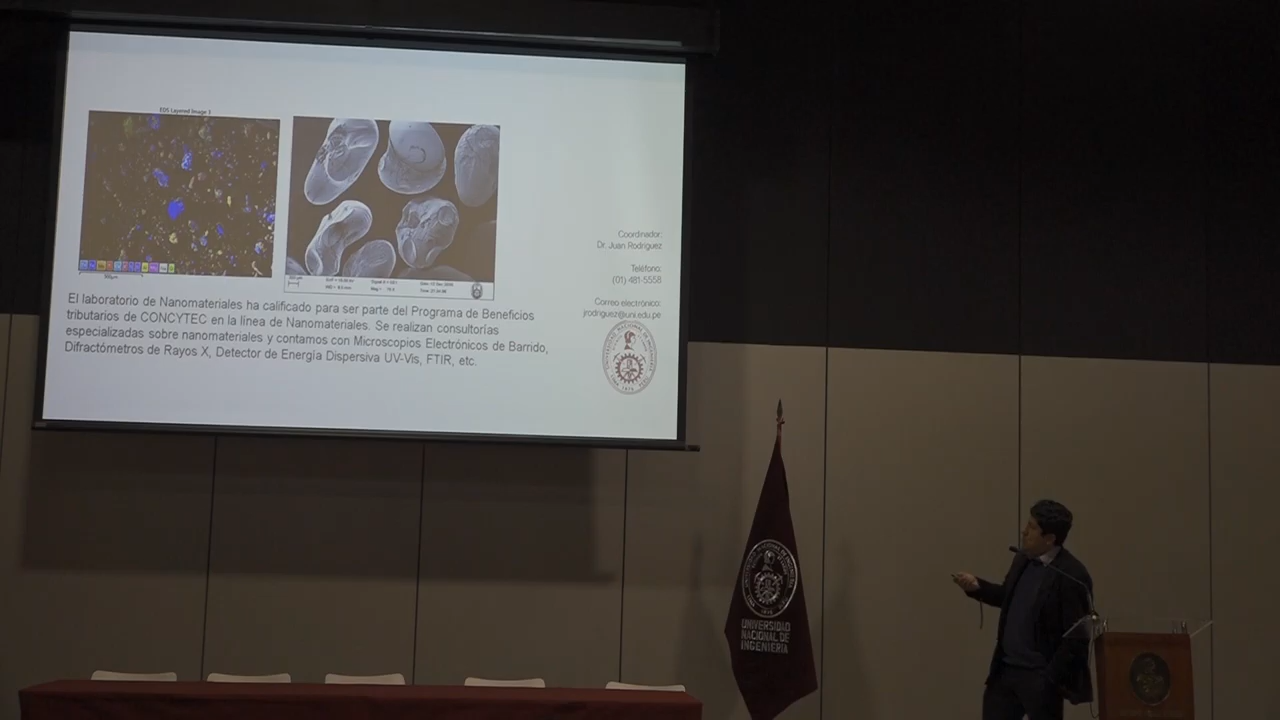 EDS Layered Image 1
El laboratorio de Nanomateriales ha calificado para ser parte del Programa de Beneficios
tributarios de CONCYTEC en la línea de Nanomateriales. Se realizan consultorías
especializadas sobre nanomateriales y contamos con Microscopios Electrónicos de Barrido,
Difractómetros de Rayos X, Detector de Energía Dispersiva UV-Vis, FTIR, etc.
Coordinador:
Dr. Juan Rodriguez
Teléfono:
(01) 481-5558
Correo electrónico:
jrodriguez@uni.edu.pe
UNIVERSIDAD
NACIONAL DE
INGENIERIA